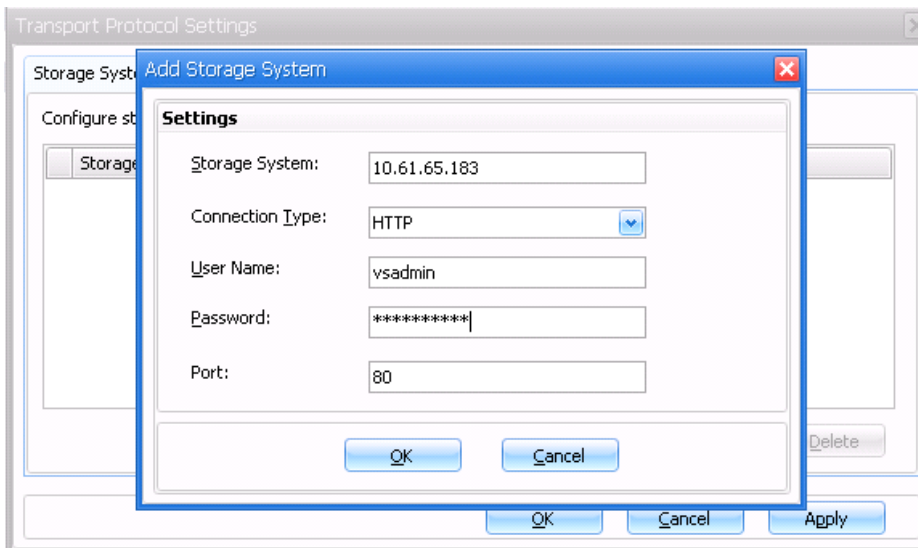 Transport Protocol Settings
Add Storage System
Storage Syst
Configure st
Storage
Settings
Storage System: 10.61.65.183
Connection Type: HTTP
User Name: vsadmin
Password: **********
Port: 80
OK Cancel
Delete
OK Cancel Apply